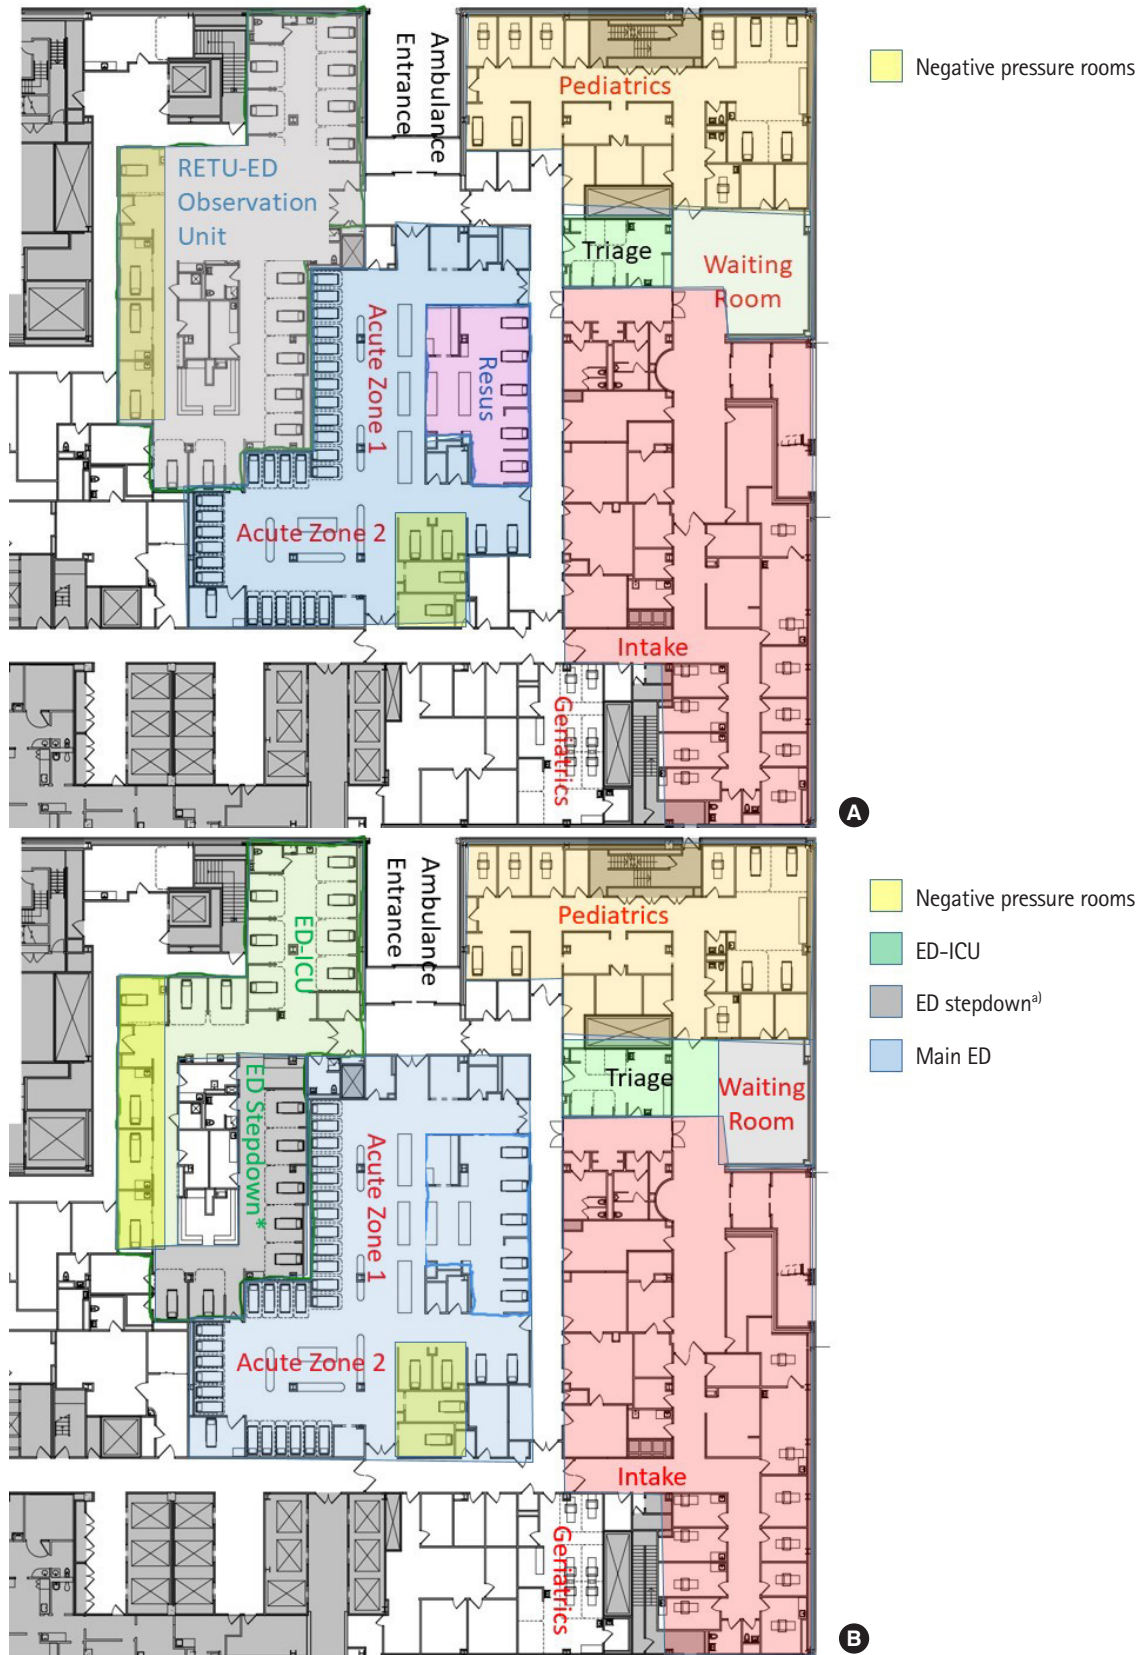 Ambulance
Entrance
Pediatrics
Negative pressure rooms
RETU-ED
Observation
Unit
Triage
Waiting
Room
Acute Zone 1
Resus
Acute Zone 2
Intake
Geriatrics
A
Ambulance
Entrance
Pediatrics
Negative pressure rooms
ED-ICU
ED-ICU
ED stepdown a)
Main ED
Triage
Waiting
Room
ED Stepdown*
Acute Zone 1
Acute Zone 2
Intake
Geriatrics
B